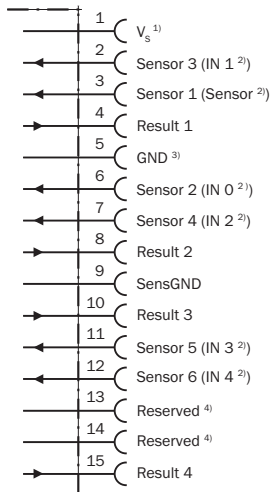 1 V_s 1)
2 Sensor 3 (IN 1 2))
3 Sensor 1 (Sensor 2))
4 Result 1
5 GND 3)
6 Sensor 2 (IN 0 2))
7 Sensor 4 (IN 2 2))
8 Result 2
9 SensGND
10 Result 3
11 Sensor 5 (IN 3 2))
12 Sensor 6 (IN 4 2))
13 Reserved 4)
14 Reserved 4)
15 Result 4